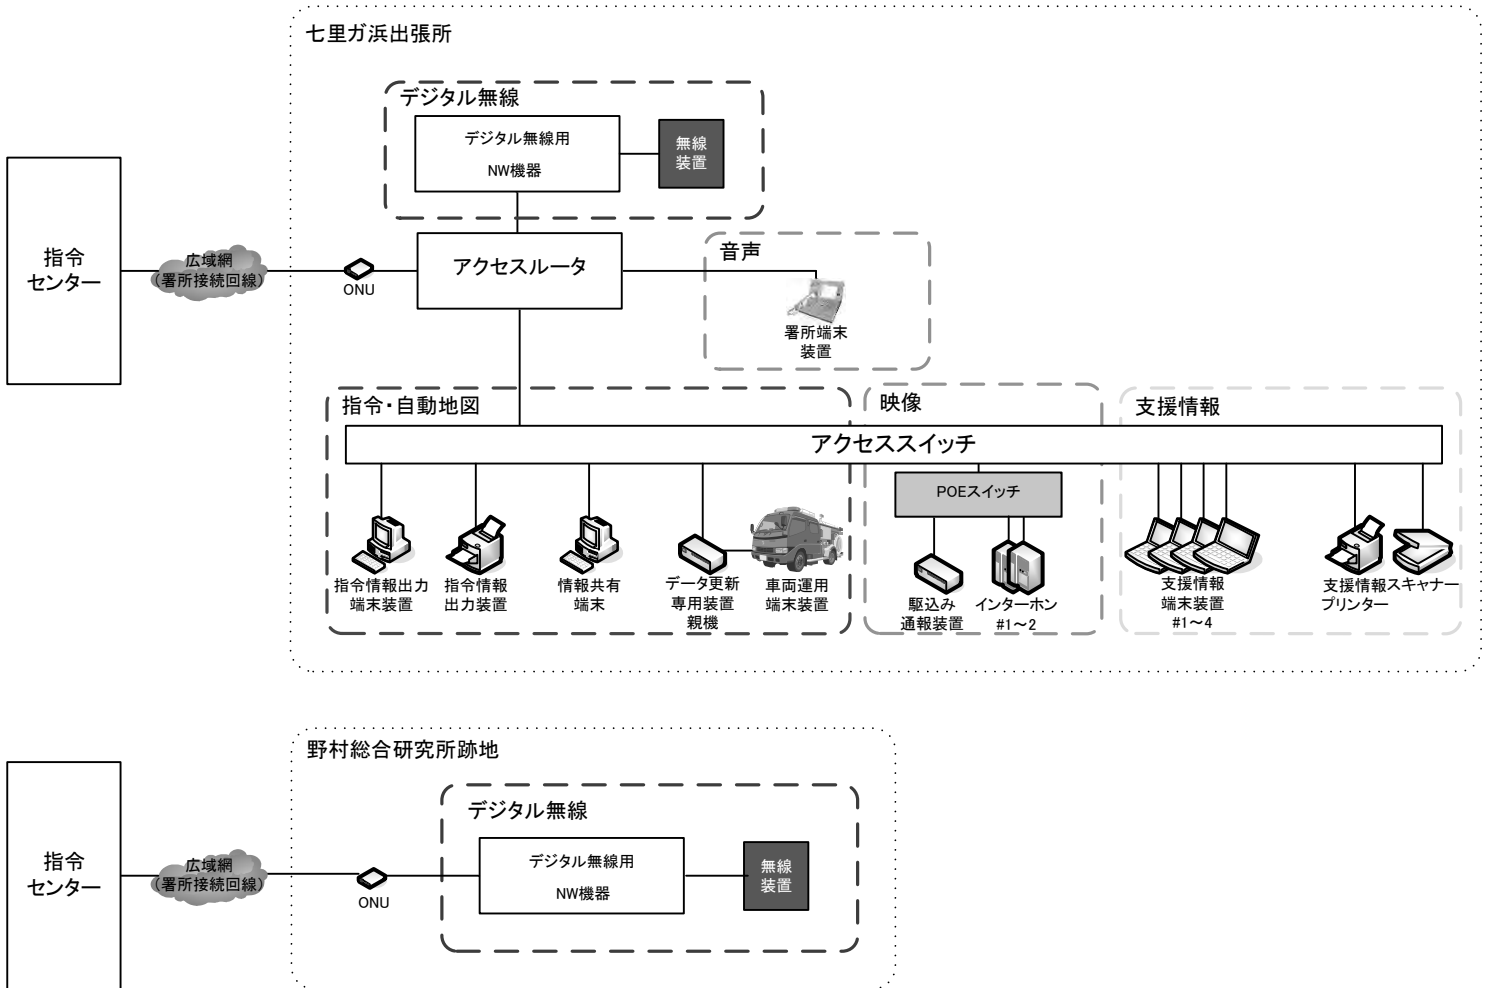 七里ガ浜出張所
デジタル無線
デジタル無線用
NW機器
無線
装置
指令
センター
広域網
（署所接続回線）
ONU
アクセスルータ
音声
署所端末
装置
指令・自動地図
映像
支援情報
アクセススイッチ
POEスイッチ
指令情報出力
端末装置
指令情報
出力装置
情報共有
端末
データ更新
専用装置
親機
車両運用
端末装置
駆込み
通報装置
インターホン
#1～2
支援情報
端末装置
#1～4
支援情報
プリンター
スキャナー
野村総合研究所跡地
デジタル無線
デジタル無線用
NW機器
無線
装置
指令
センター
広域網
（署所接続回線）
ONU